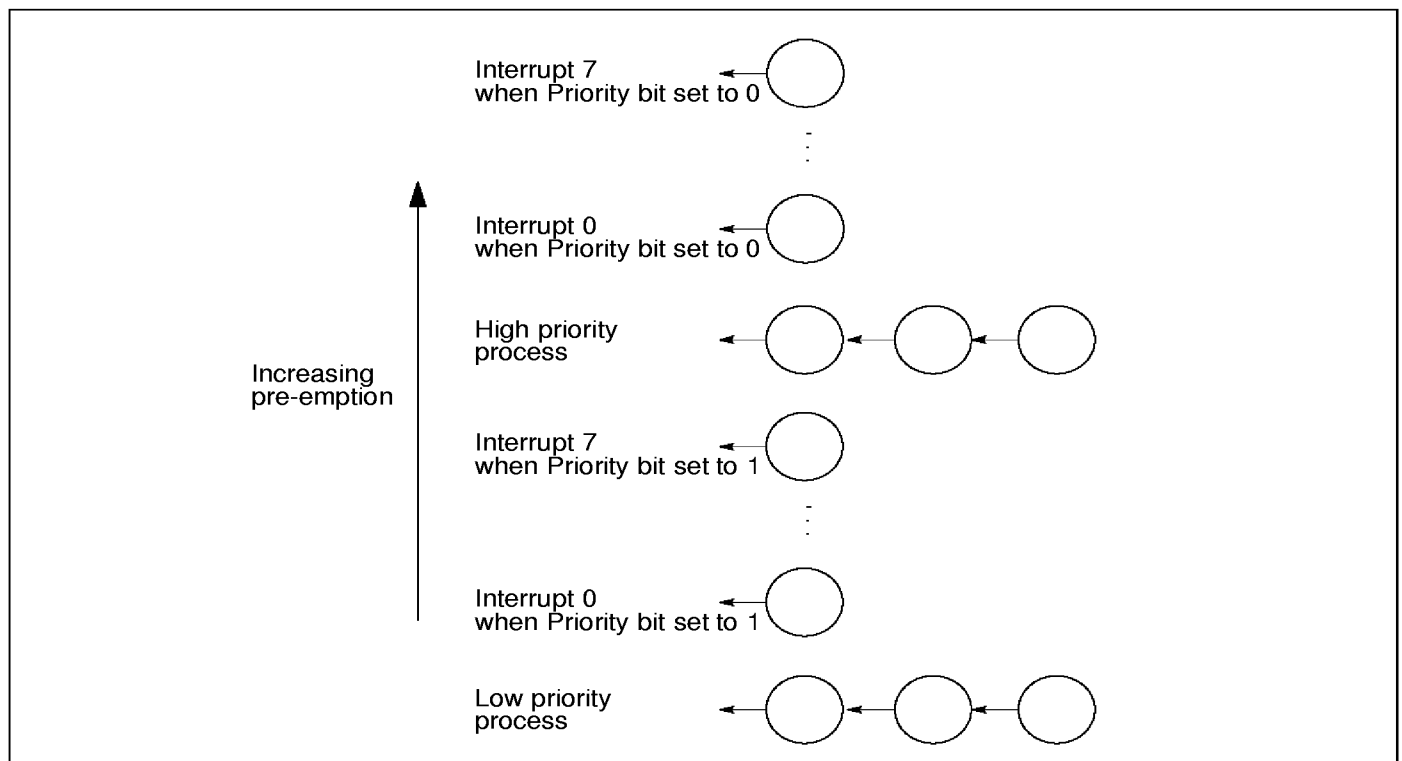 Interrupt 7
when Priority bit set to 0
Interrupt 0
when Priority bit set to 0
High priority
process
Increasing
pre-emption
Interrupt 7
when Priority bit set to 1
Interrupt 0
when Priority bit set to 1
Low priority
process